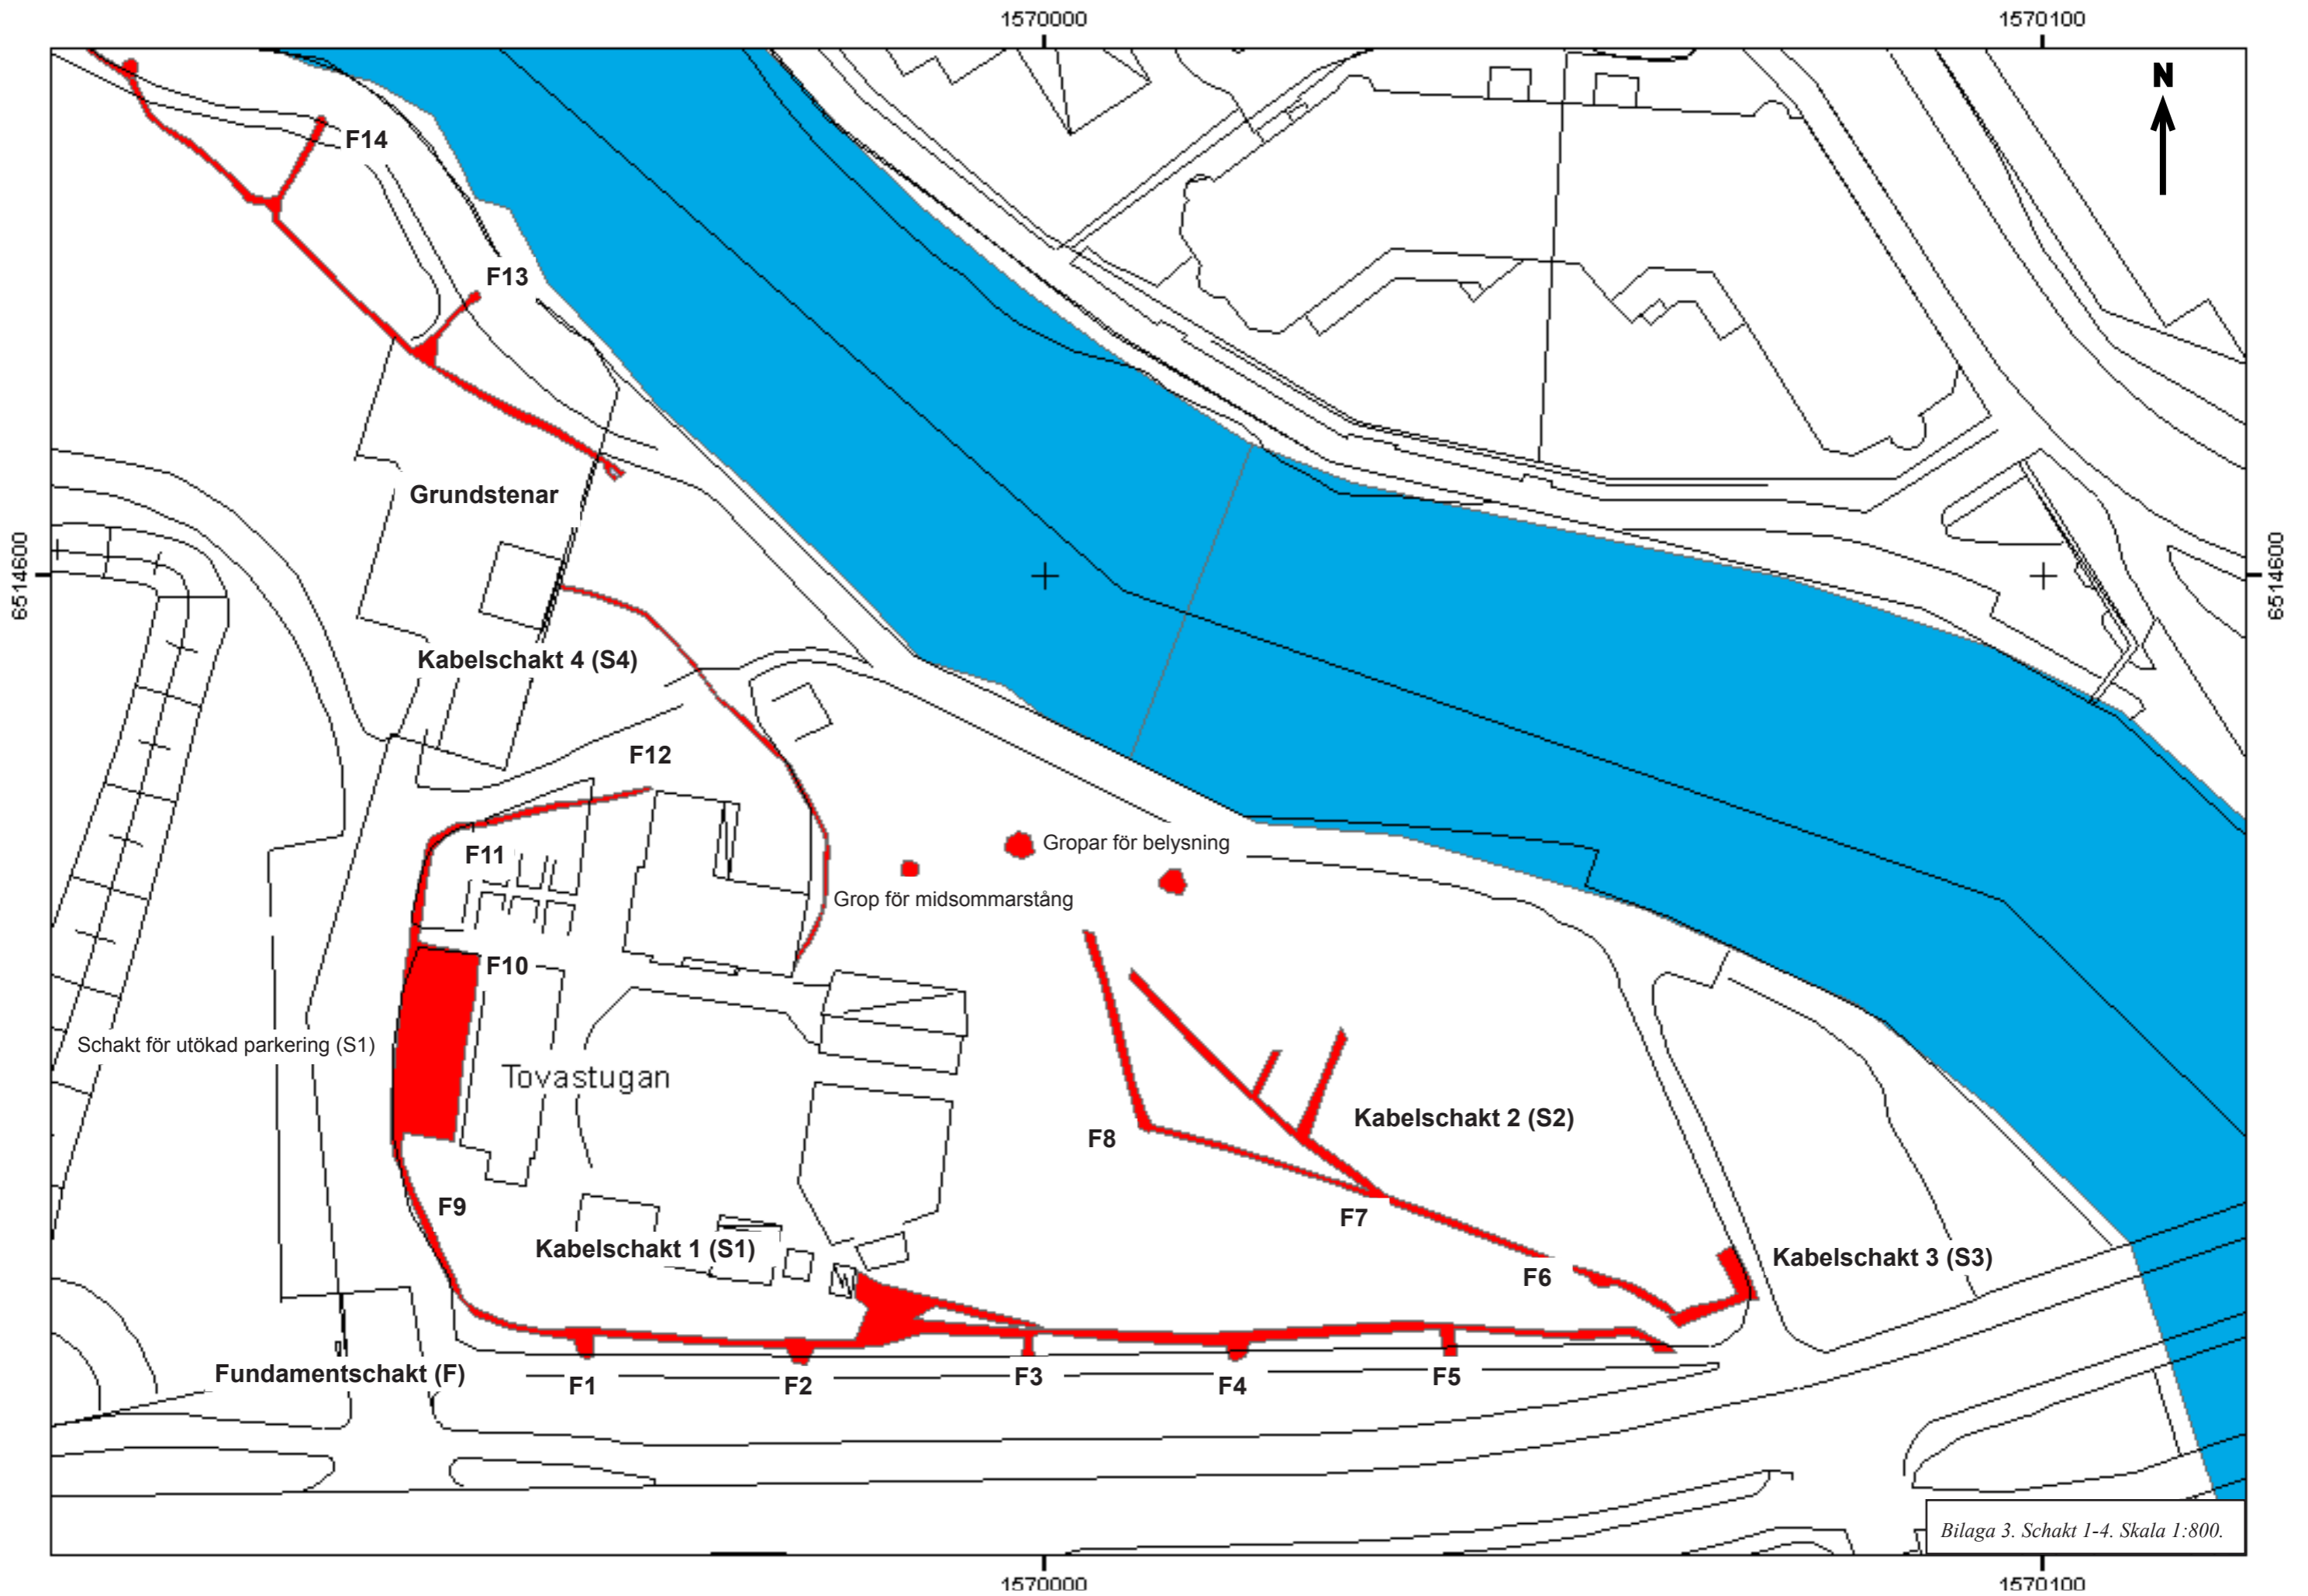 1570000
1570100
N
F14
F13
Grundstenar
6514600
6514600
Kabelschakt 4 (S4)
F12
Gropar för belysning
F11
Grop för midsommarstång
F10
Schakt för utökad parkering (S1)
Tovastugan
Kabelschakt 2 (S2)
F8
F9
F7
Kabelschakt 1 (S1)
Kabelschakt 3 (S3)
F6
Fundamentschakt (F)
F1
F2
F3
F4
F5
Bilaga 3. Schakt 1-4. Skala 1:800.
1570000
1570100